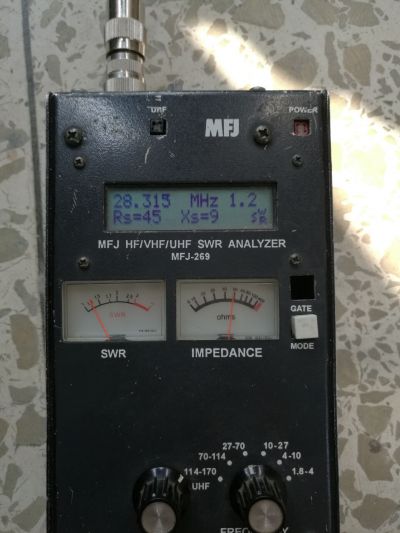 UHF
MFJ
POWER
28.315 MHz 1.2
Rs=45 Xs=9 SWR
MFJ HF/VHF/UHF SWR ANALYZER
MFJ-269
SWR
ohms
GATE
SWR
IMPEDANCE
MODE
27-70
10-27
70-114
4-10
114-170
1.8-4
UHF